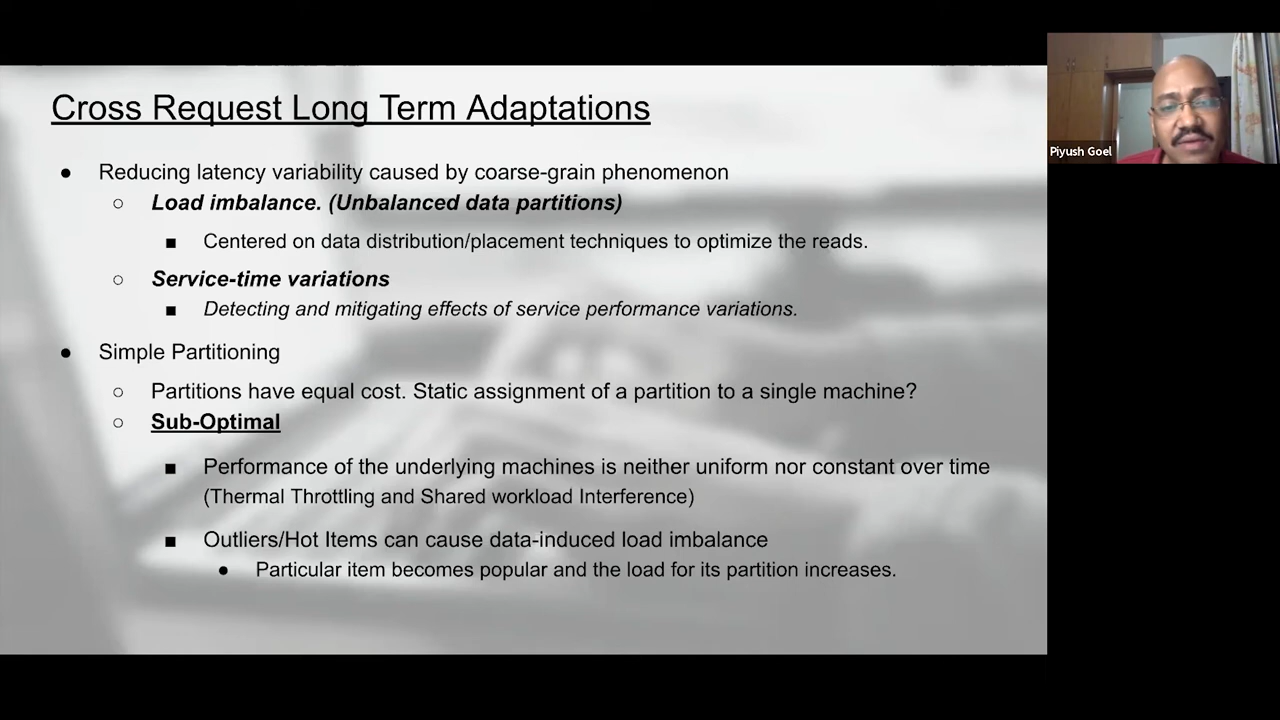 Cross Request Long Term Adaptations
● Reducing latency variability caused by coarse-grain phenomenon
○ Load imbalance. (Unbalanced data partitions)
■ Centered on data distribution/placement techniques to optimize the reads.
○ Service-time variations
■ Detecting and mitigating effects of service performance variations.
● Simple Partitioning
○ Partitions have equal cost. Static assignment of a partition to a single machine?
○ Sub-Optimal
■ Performance of the underlying machines is neither uniform nor constant over time
(Thermal Throttling and Shared workload Interference)
■ Outliers/Hot Items can cause data-induced load imbalance
● Particular item becomes popular and the load for its partition increases.
Piyush Goel